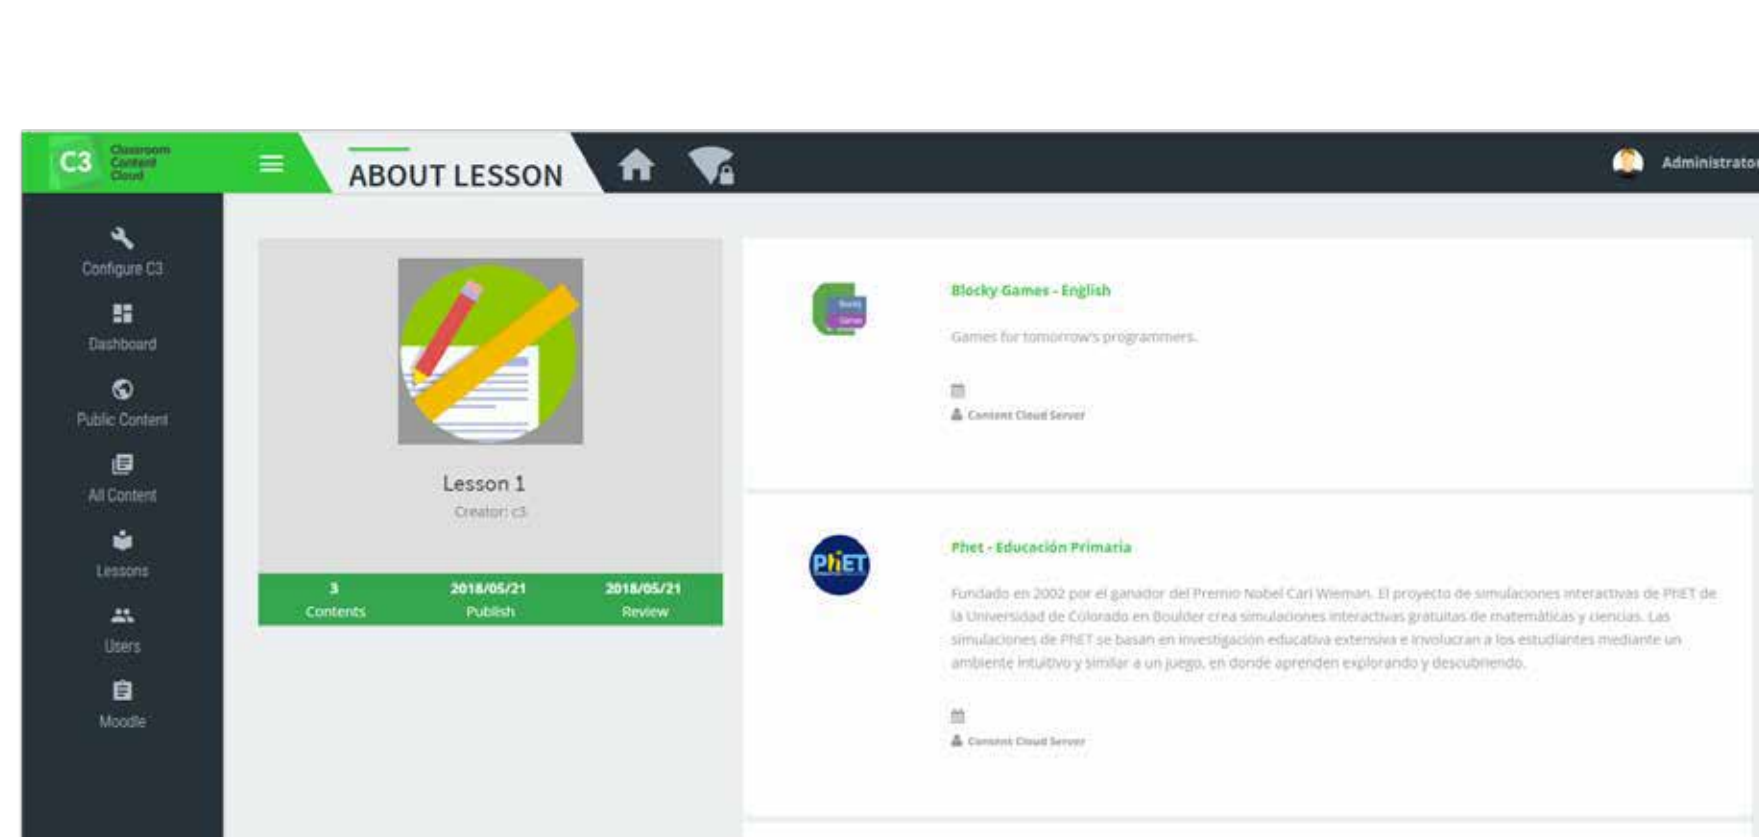 C3
Classroom
Content
Cloud
ABOUT LESSON
Administrator
Configure C3
Dashboard
Public Content
All Content
Lessons
Users
Moodle
Lesson 1
Creator: c3
3
Contents
2018/05/21
Publish
2018/05/21
Review
Blocky
Games
Blocky Games - English
Games for tomorrow's programmers.
Content Cloud Server
PhET
Phet - Educación Primaria
Fundado en 2002 por el ganador del Premio Nobel Carl Wieman. El proyecto de simulaciones interactivas de PhET de
la Universidad de Colorado en Boulder crea simulaciones interactivas gratuitas de matemáticas y ciencias. Las
simulaciones de PhET se basan en investigación educativa extensiva e involucran a los estudiantes mediante un
ambiente intuitivo y similar a un juego, en donde aprenden explorando y descubriendo.
Content Cloud Server